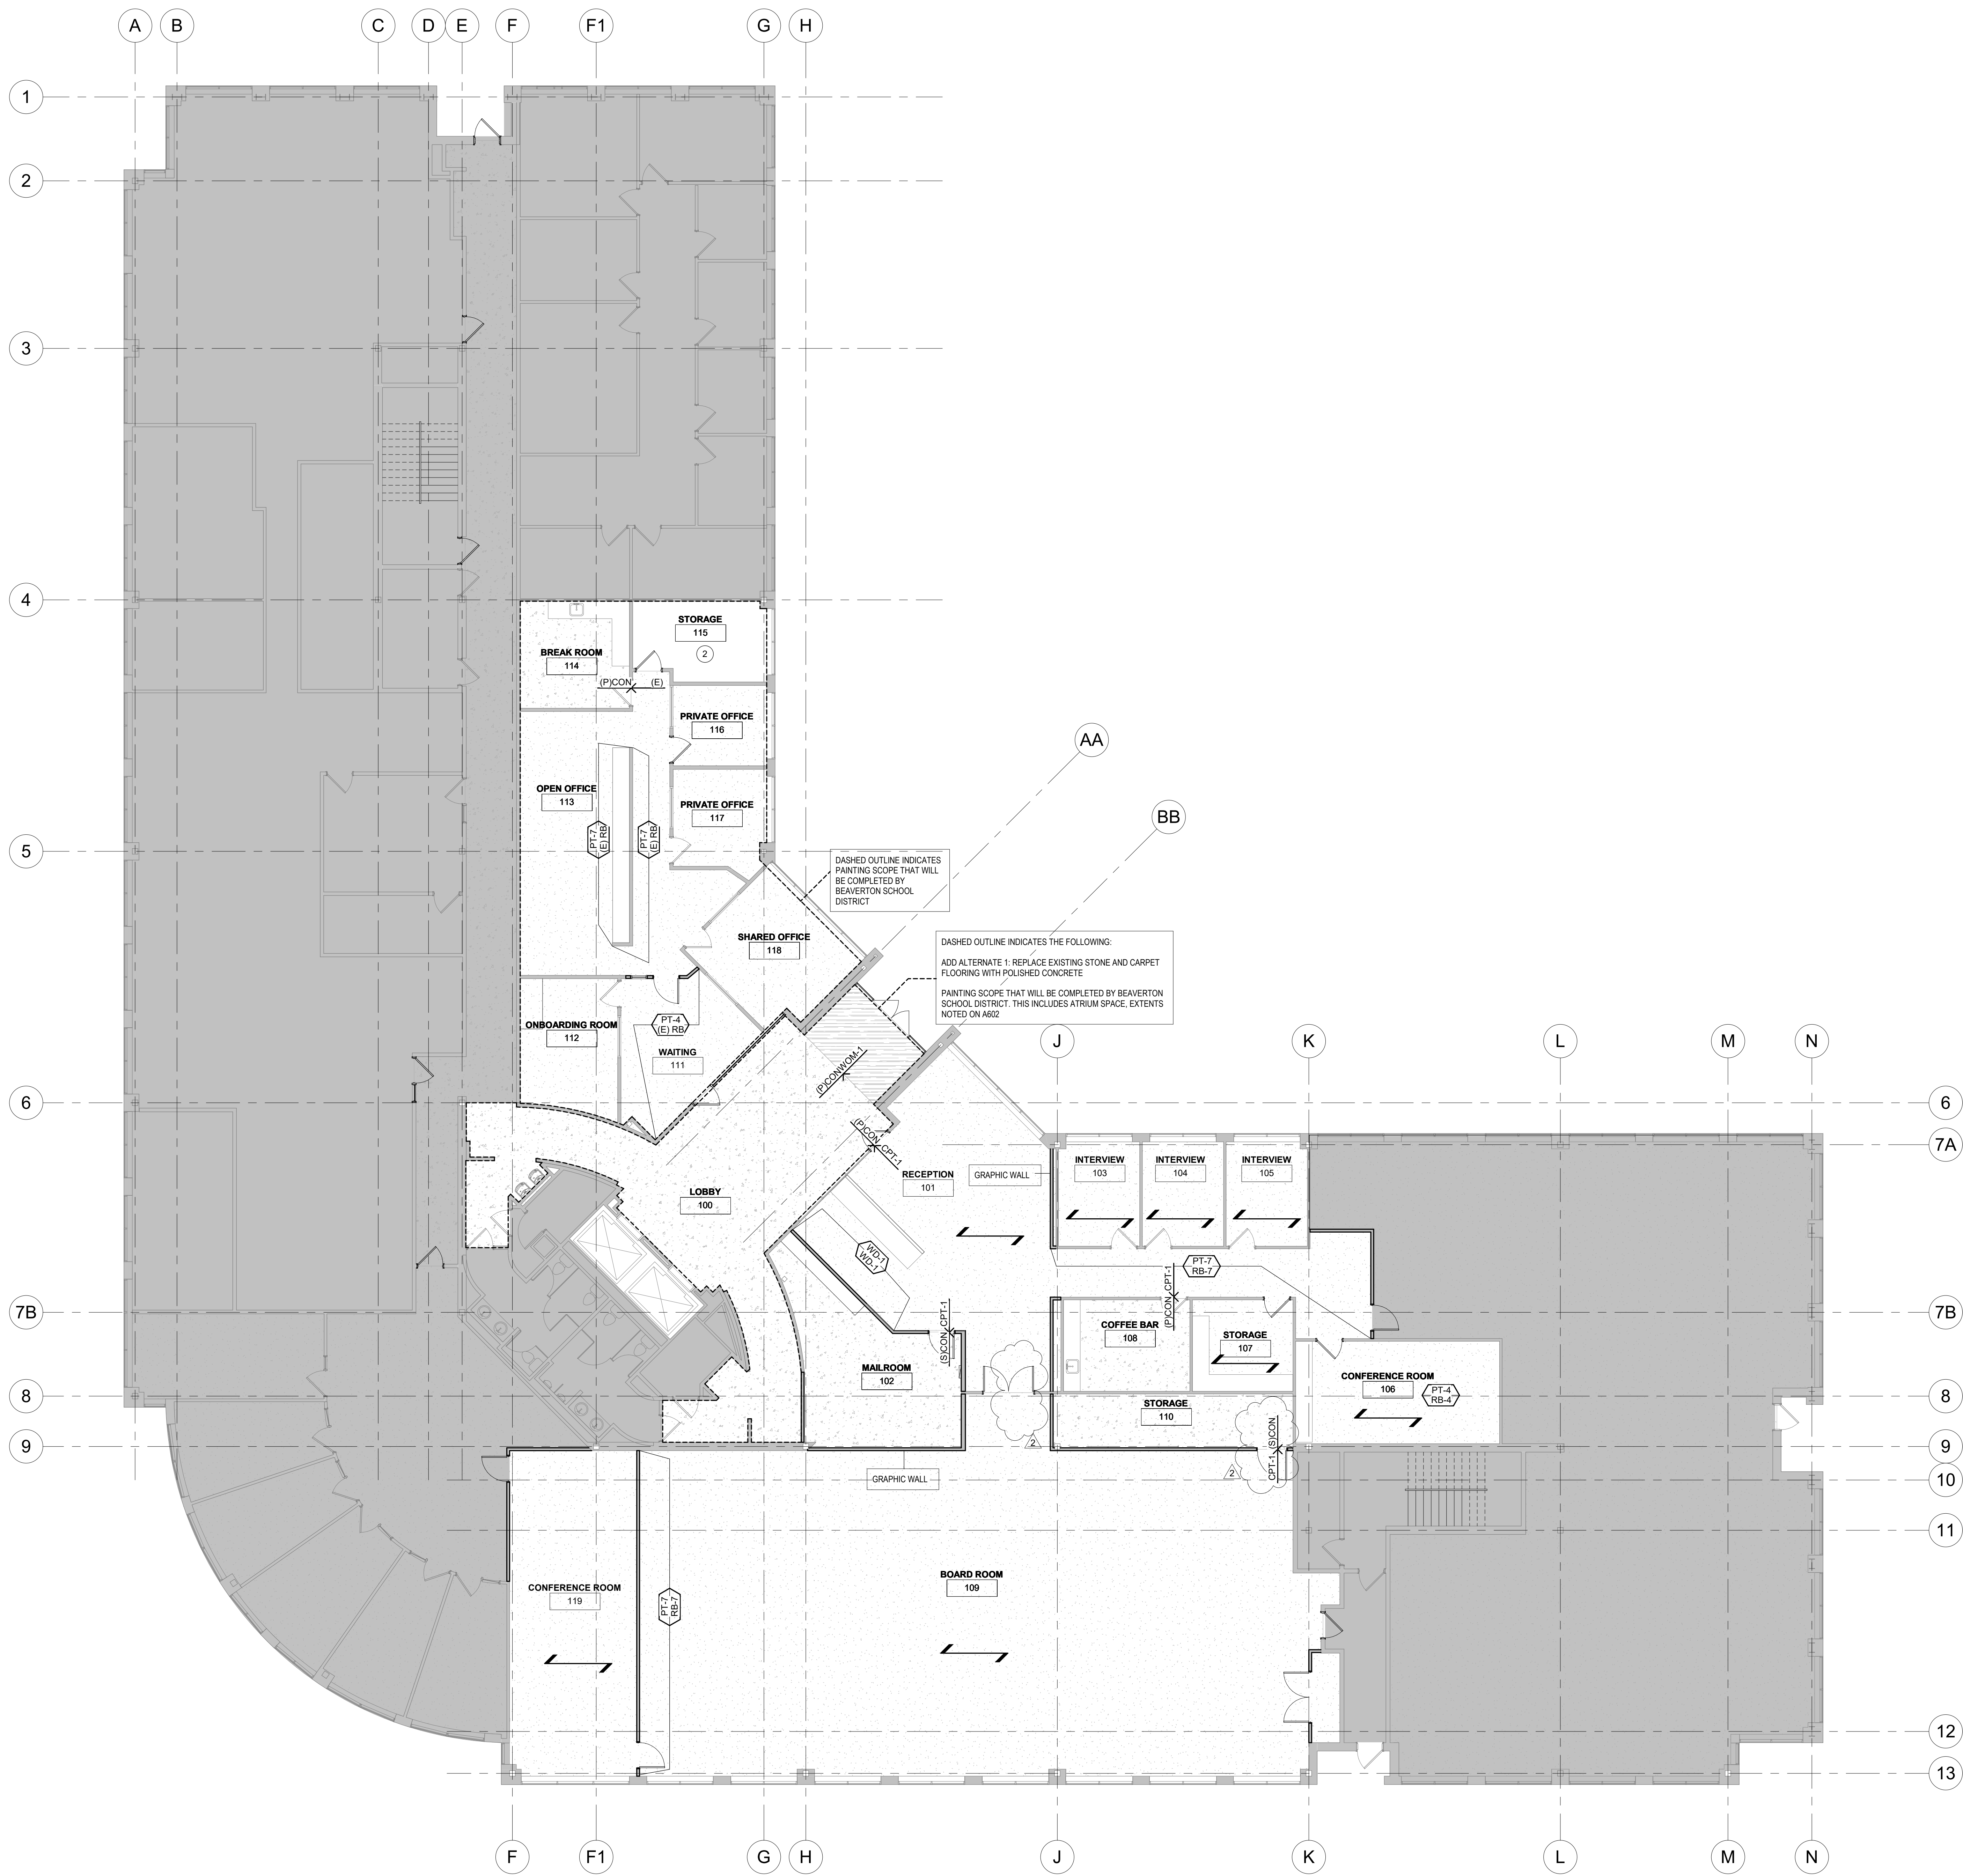 A
B
C
D
E
F
F1
G
H
1
2
3
4
STORAGE
115
2
BREAK ROOM
114
(P)CON
(E)
PRIVATE OFFICE
116
AA
OPEN OFFICE
113
PRIVATE OFFICE
117
BB
PT-7
(E) RB
PT-7
(E) RB
5
DASHED OUTLINE INDICATES
PAINTING SCOPE THAT WILL
BE COMPLETED BY
BEAVERTON SCHOOL
DISTRICT
SHARED OFFICE
118
DASHED OUTLINE INDICATES THE FOLLOWING:
ADD ALTERNATE 1: REPLACE EXISTING STONE AND CARPET
FLOORING WITH POLISHED CONCRETE
PAINTING SCOPE THAT WILL BE COMPLETED BY BEAVERTON
SCHOOL DISTRICT. THIS INCLUDES ATRIUM SPACE, EXTENTS
NOTED ON A602
ONBOARDING ROOM
112
PT-4
(E) RB
WAITING
111
J
K
L
M
N
(P)CON
WOM-1
6
6
7A
(P)CON
CPT-1
INTERVIEW
103
INTERVIEW
104
INTERVIEW
105
RECEPTION
101
GRAPHIC WALL
LOBBY
100
WD-1
WD-1
PT-7
RB-7
(P)CON
CPT-1
7B
7B
(S)CON
CPT-1
COFFEE BAR
108
STORAGE
107
MAILROOM
102
CONFERENCE ROOM
106
PT-4
RB-4
8
8
STORAGE
110
2
CPT-1
(S)CON
2
9
9
GRAPHIC WALL
10
11
BOARD ROOM
109
CONFERENCE ROOM
119
PT-7
RB-7
12
13
F
F1
G
H
J
K
L
M
N